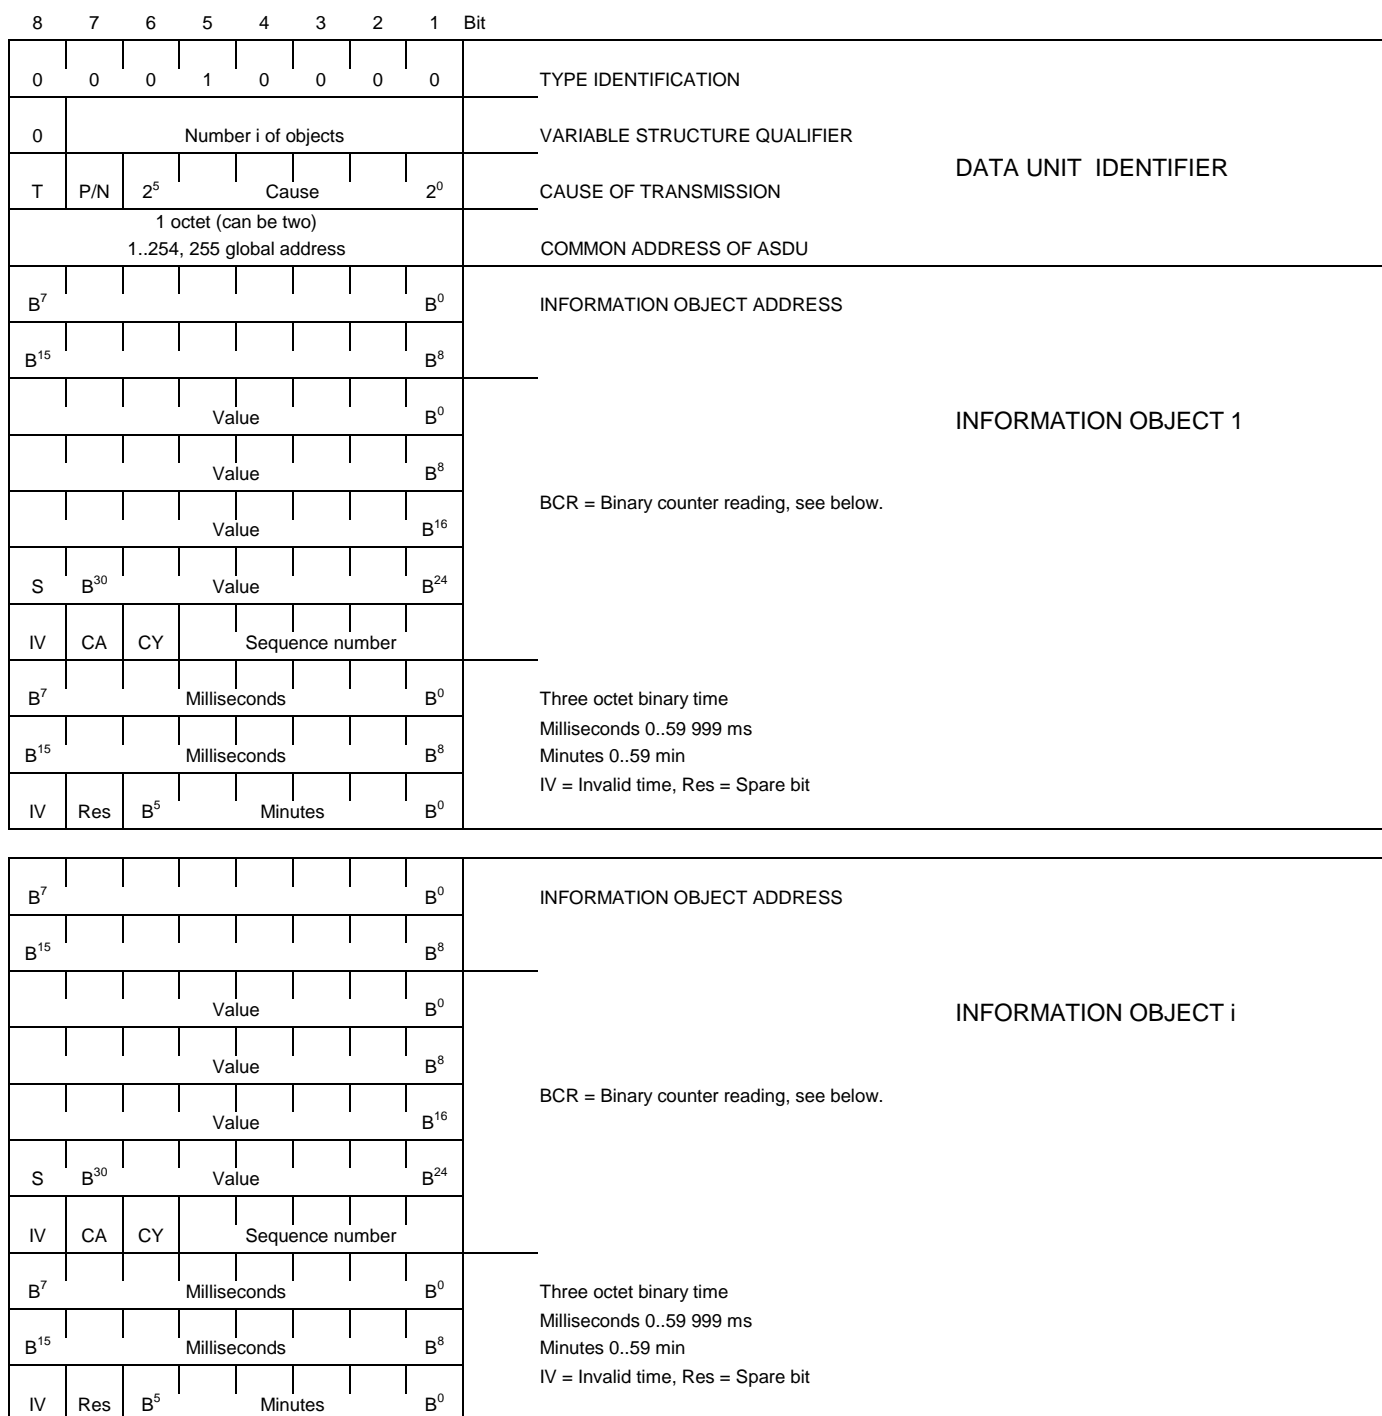 8 7 6 5 4 3 2 1 Bit
0 0 0 1 0 0 0 0 TYPE IDENTIFICATION
0 Number i of objects VARIABLE STRUCTURE QUALIFIER
DATA UNIT IDENTIFIER
T P/N 2⁵ Cause 2⁰ CAUSE OF TRANSMISSION
1 octet (can be two)
1..254, 255 global address COMMON ADDRESS OF ASDU
B⁷ B⁰ INFORMATION OBJECT ADDRESS
B¹⁵ B⁸
Value B⁰ INFORMATION OBJECT 1
Value B⁸
BCR = Binary counter reading, see below.
Value B¹⁶
S B³⁰ Value B²⁴
IV CA CY Sequence number
B⁷ Milliseconds B⁰ Three octet binary time
Milliseconds 0..59 999 ms
B¹⁵ Milliseconds B⁸ Minutes 0..59 min
IV = Invalid time, Res = Spare bit
IV Res B⁵ Minutes B⁰
B⁷ B⁰ INFORMATION OBJECT ADDRESS
B¹⁵ B⁸
Value B⁰ INFORMATION OBJECT i
Value B⁸
BCR = Binary counter reading, see below.
Value B¹⁶
S B³⁰ Value B²⁴
IV CA CY Sequence number
B⁷ Milliseconds B⁰ Three octet binary time
Milliseconds 0..59 999 ms
B¹⁵ Milliseconds B⁸ Minutes 0..59 min
IV = Invalid time, Res = Spare bit
IV Res B⁵ Minutes B⁰